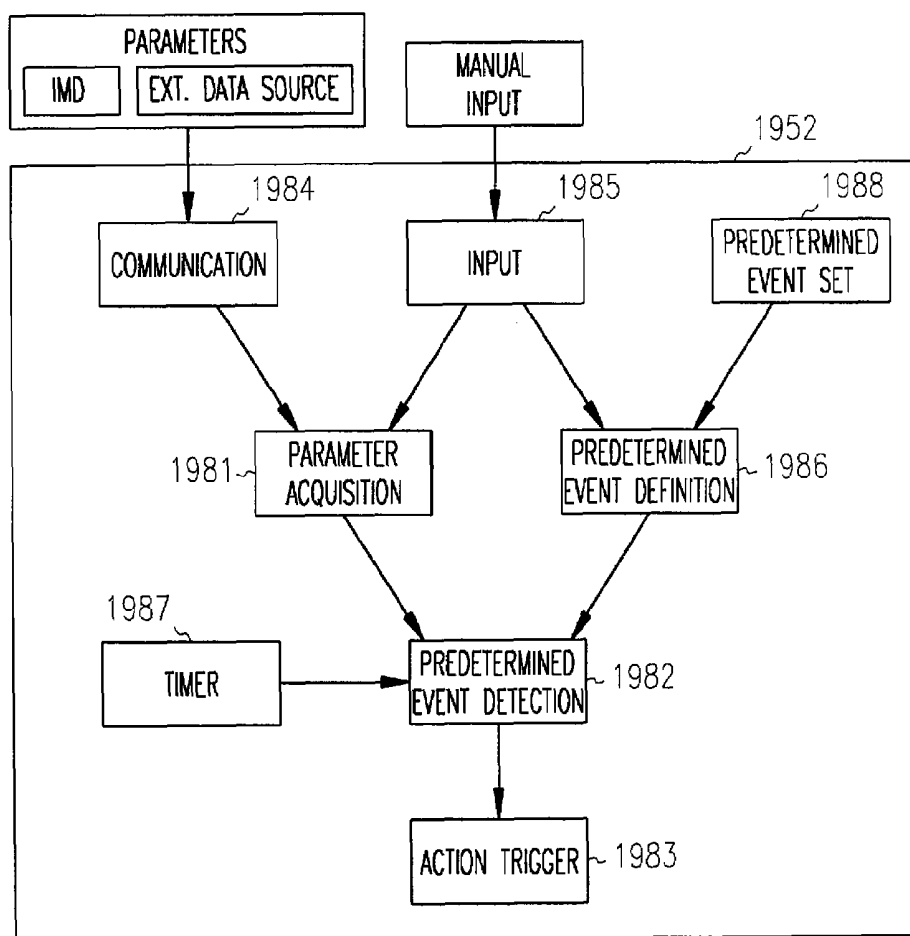 PARAMETERS
IMD
EXT. DATA SOURCE
MANUAL
INPUT
1952
1984
1985
1988
COMMUNICATION
INPUT
PREDETERMINED
EVENT SET
1981
PARAMETER
ACQUISITION
PREDETERMINED
EVENT DEFINITION
1986
1987
TIMER
PREDETERMINED
EVENT DETECTION
1982
ACTION TRIGGER
1983